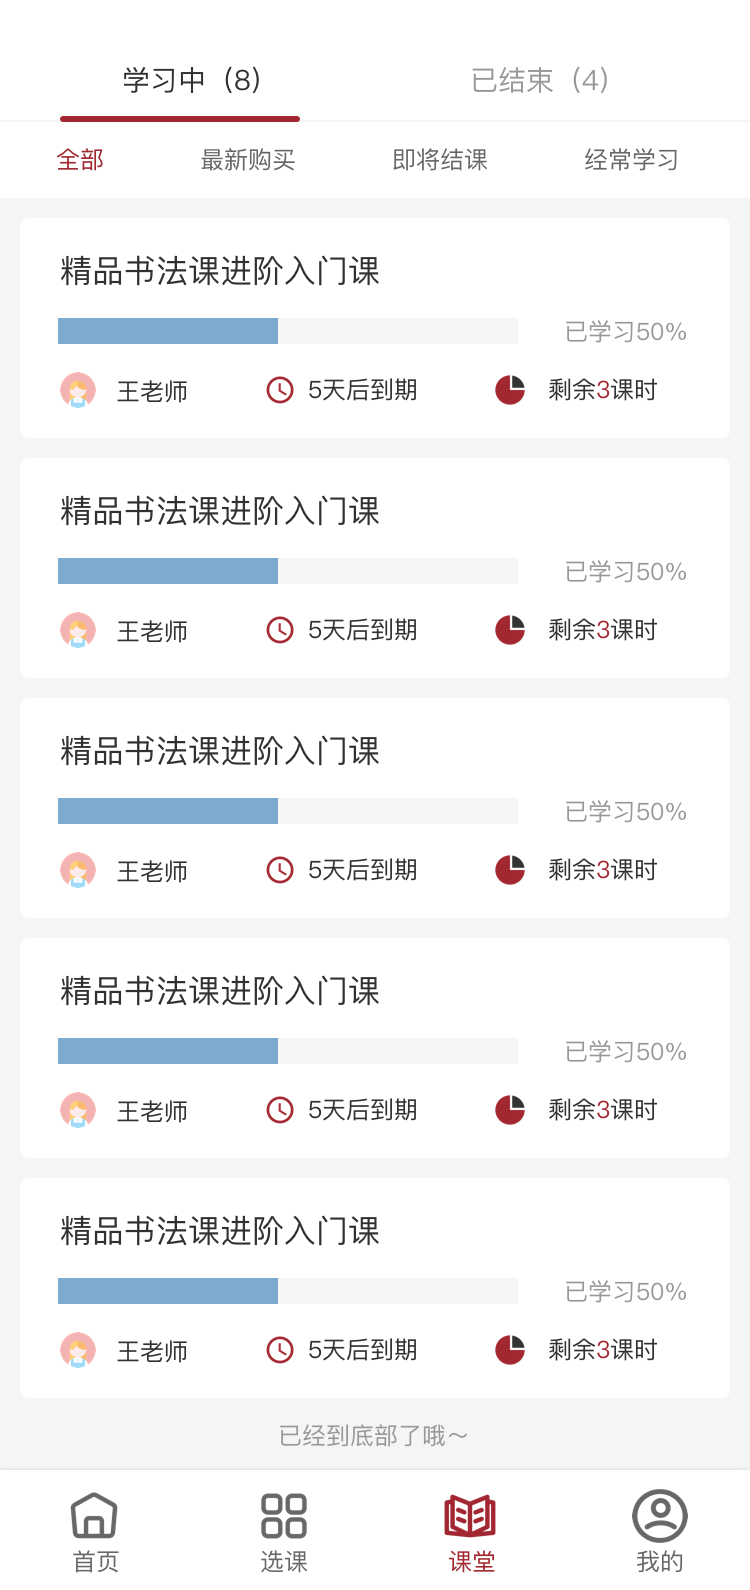 学习中（8） 已结束（4）
全部 最新购买 即将结课 经常学习
精品书法课进阶入门课
已学习50%
王老师 5天后到期 剩余3课时
精品书法课进阶入门课
已学习50%
王老师 5天后到期 剩余3课时
精品书法课进阶入门课
已学习50%
王老师 5天后到期 剩余3课时
精品书法课进阶入门课
已学习50%
王老师 5天后到期 剩余3课时
精品书法课进阶入门课
已学习50%
王老师 5天后到期 剩余3课时
已经到底部了哦～
首页 选课 课堂 我的